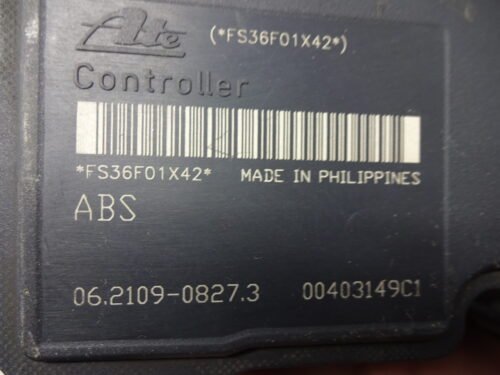 Ate (*FS36F01X42*)
Controller
*FS36F01X42* MADE IN PHILIPPINES
ABS
06.2109-0827.3 00403149C1